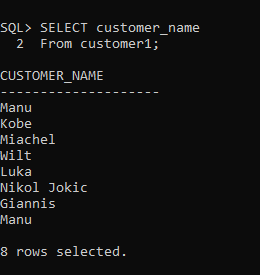 SQL> SELECT customer_name
2 From customer1;
CUSTOMER_NAME
--------------------
Manu
Kobe
Miachel
Wilt
Luka
Nikol Jokic
Giannis
Manu
8 rows selected.